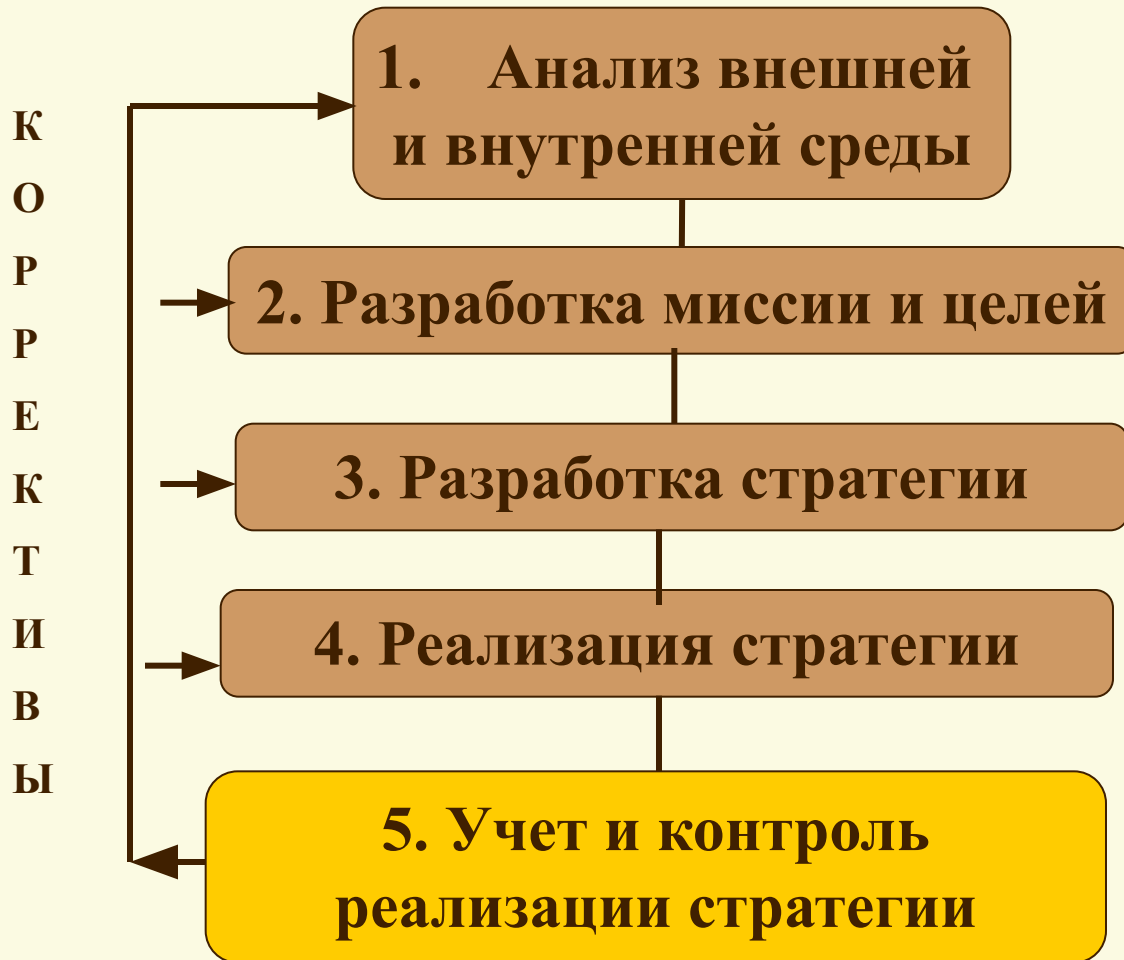 К
О
Р
Р
Е
К
Т
И
В
Ы
1. Анализ внешней
и внутренней среды
2. Разработка миссии и целей
3. Разработка стратегии
4. Реализация стратегии
5. Учет и контроль
реализации стратегии